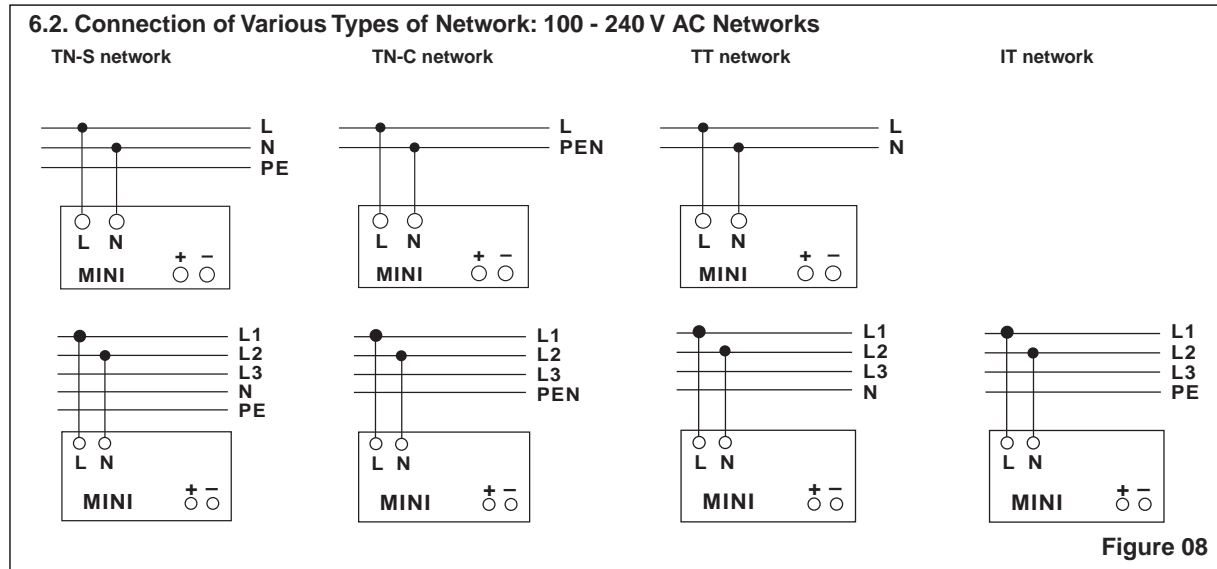 6.2. Connection of Various Types of Network: 100 - 240 V AC Networks
TN-S network
TN-C network
TT network
IT network
L
N
PE
L N
+ –
MINI
L
PEN
L N
+ –
MINI
L
N
L N
+ –
MINI
L1
L2
L3
N
PE
L N
+ –
MINI
L1
L2
L3
PEN
L N
+ –
MINI
L1
L2
L3
N
L N
+ –
MINI
L1
L2
L3
PE
L N
+ –
MINI
Figure 08